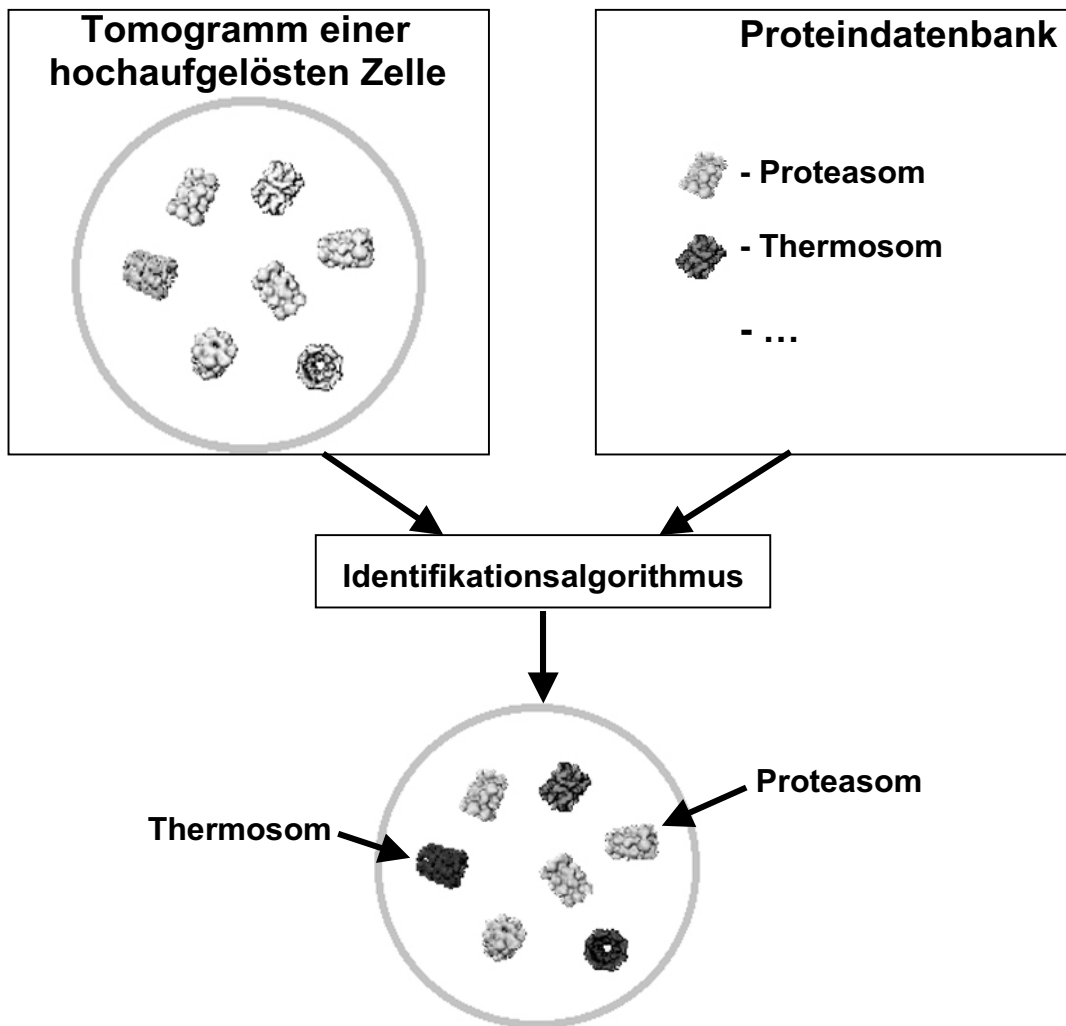 Tomogramm einer
hochaufgelösten Zelle
Proteindatenbank
- Proteasom
- Thermosom
- ...
Identifikationsalgorithmus
Proteasom
Thermosom